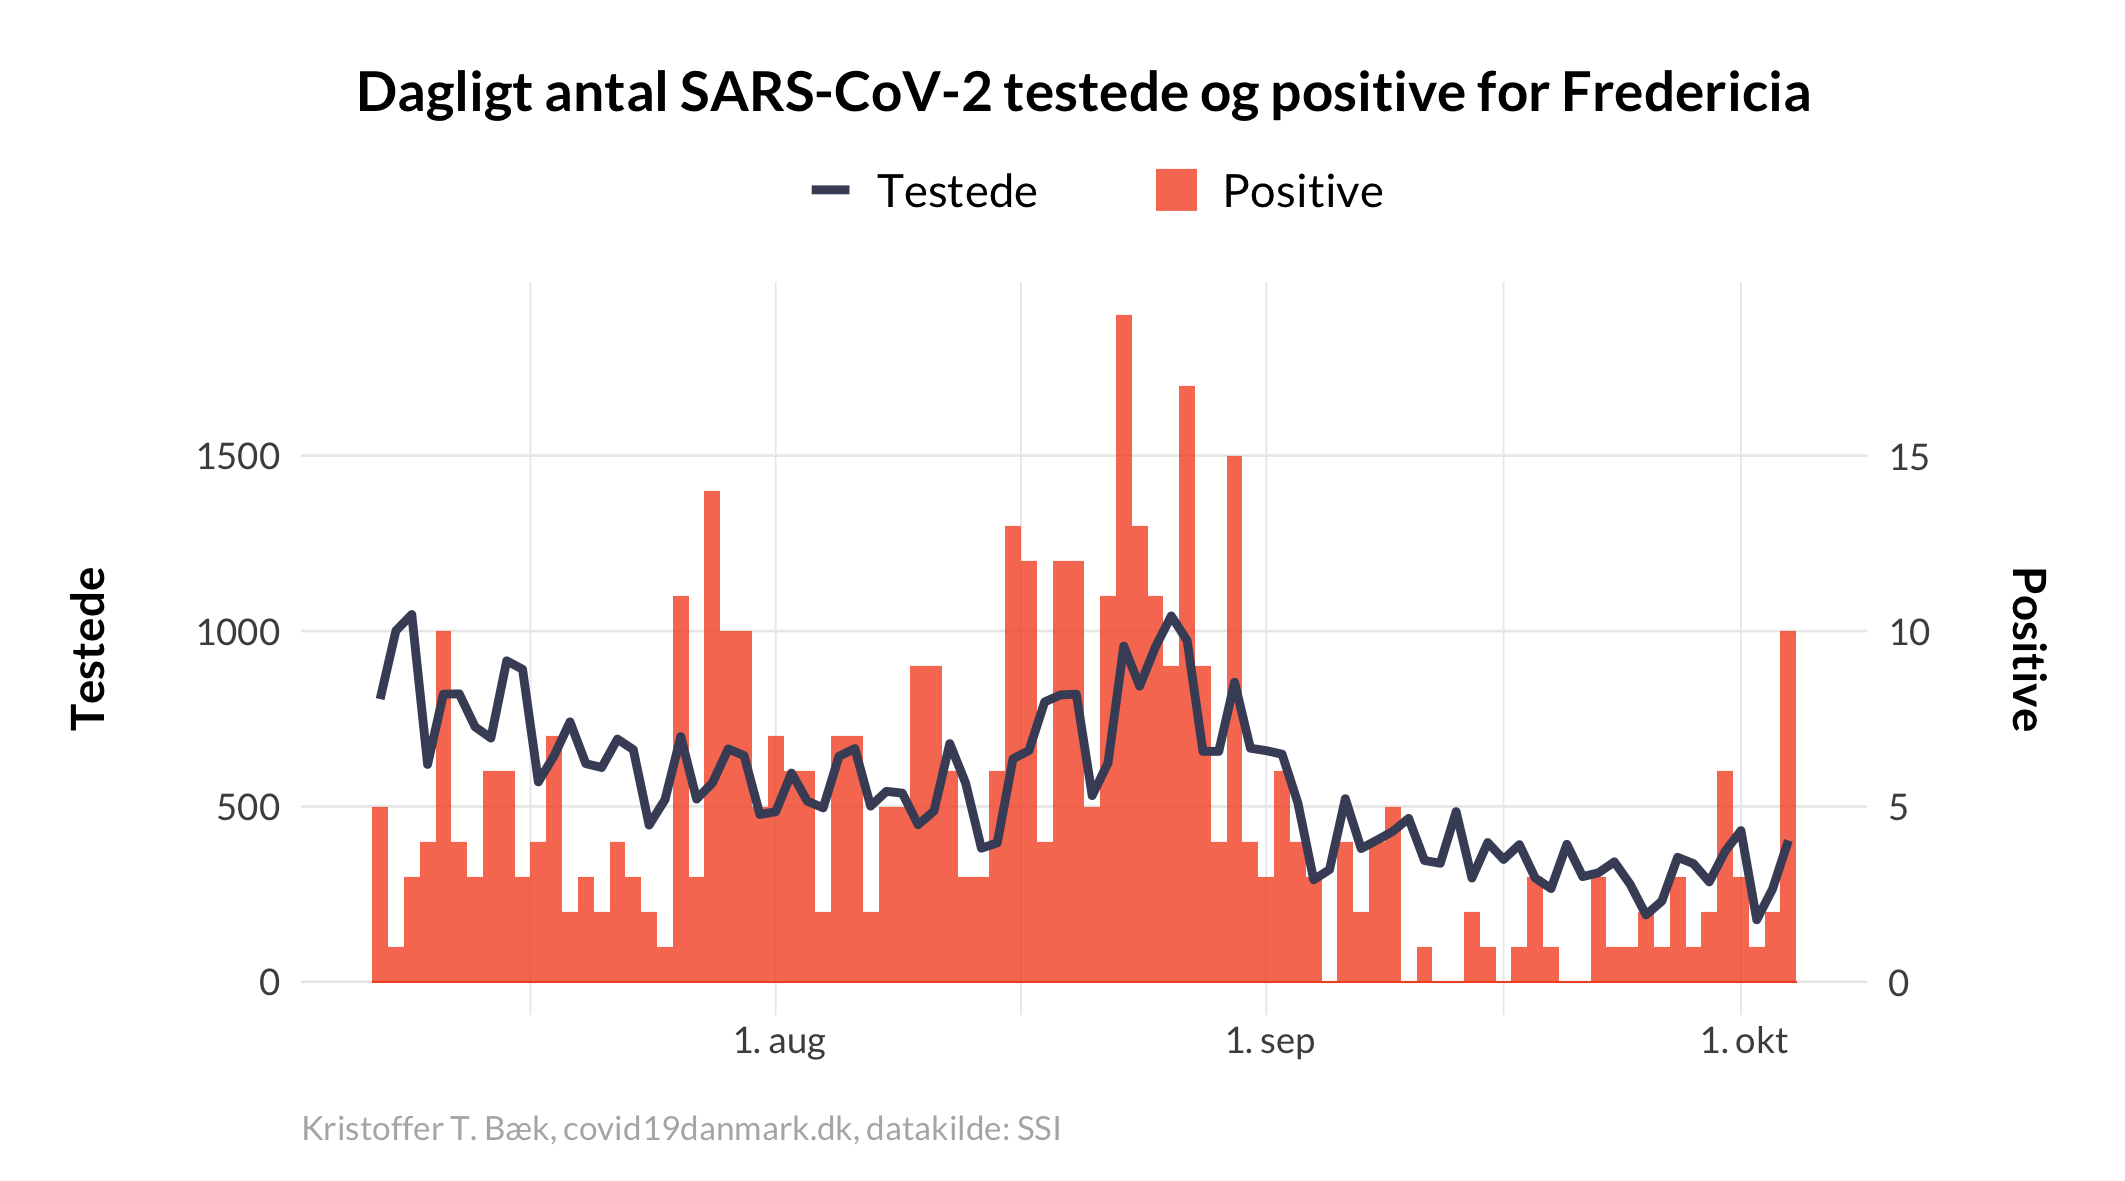 Dagligt antal SARS-CoV-2 testede og positive for Fredericia
Testede
Positive
1500
1000
500
0
15
10
5
0
Testede
Positive
1. aug
1. sep
1. okt
Kristoffer T. Bæk, covid19danmark.dk, datakilde: SSI